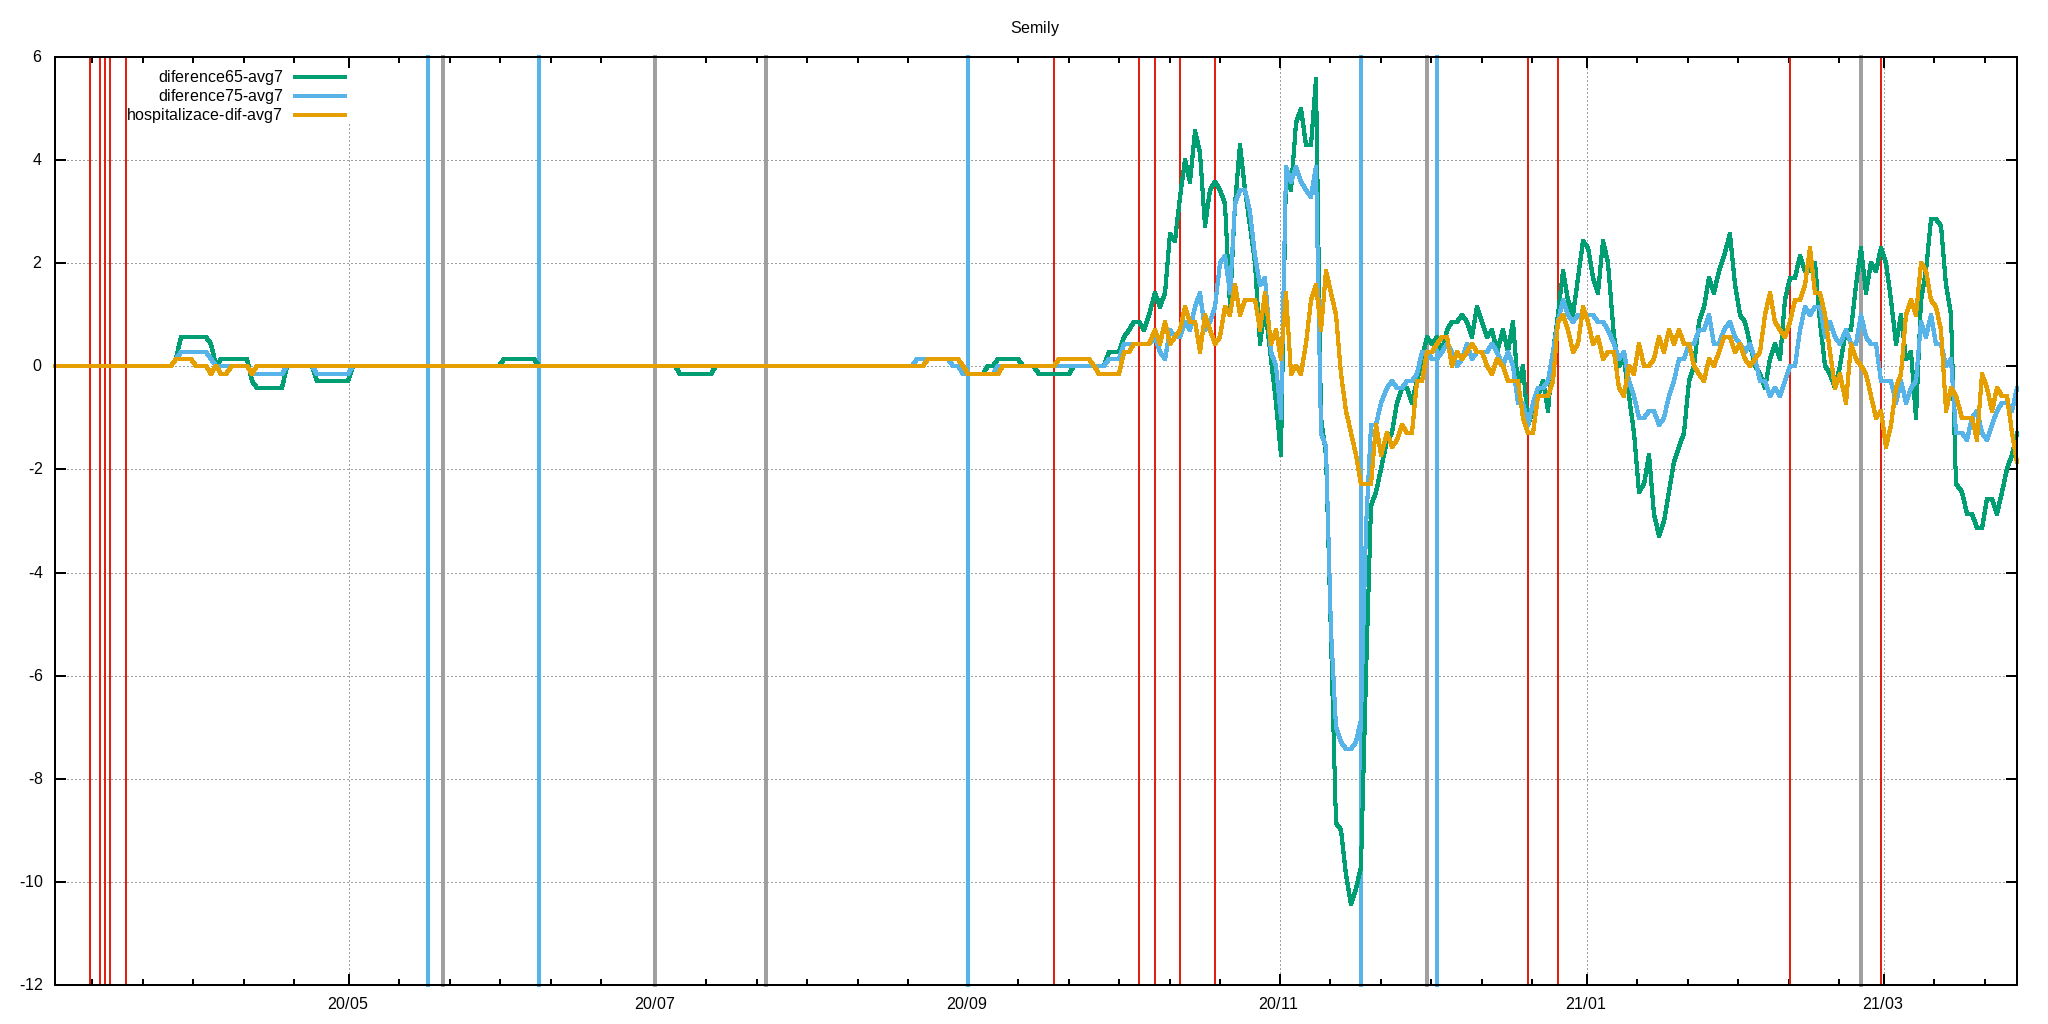 Semily
diference65-avg7
diference75-avg7
hospitalizace-dif-avg7
6
4
2
0
-2
-4
-6
-8
-10
-12
20/05 20/07 20/09 20/11 21/01 21/03